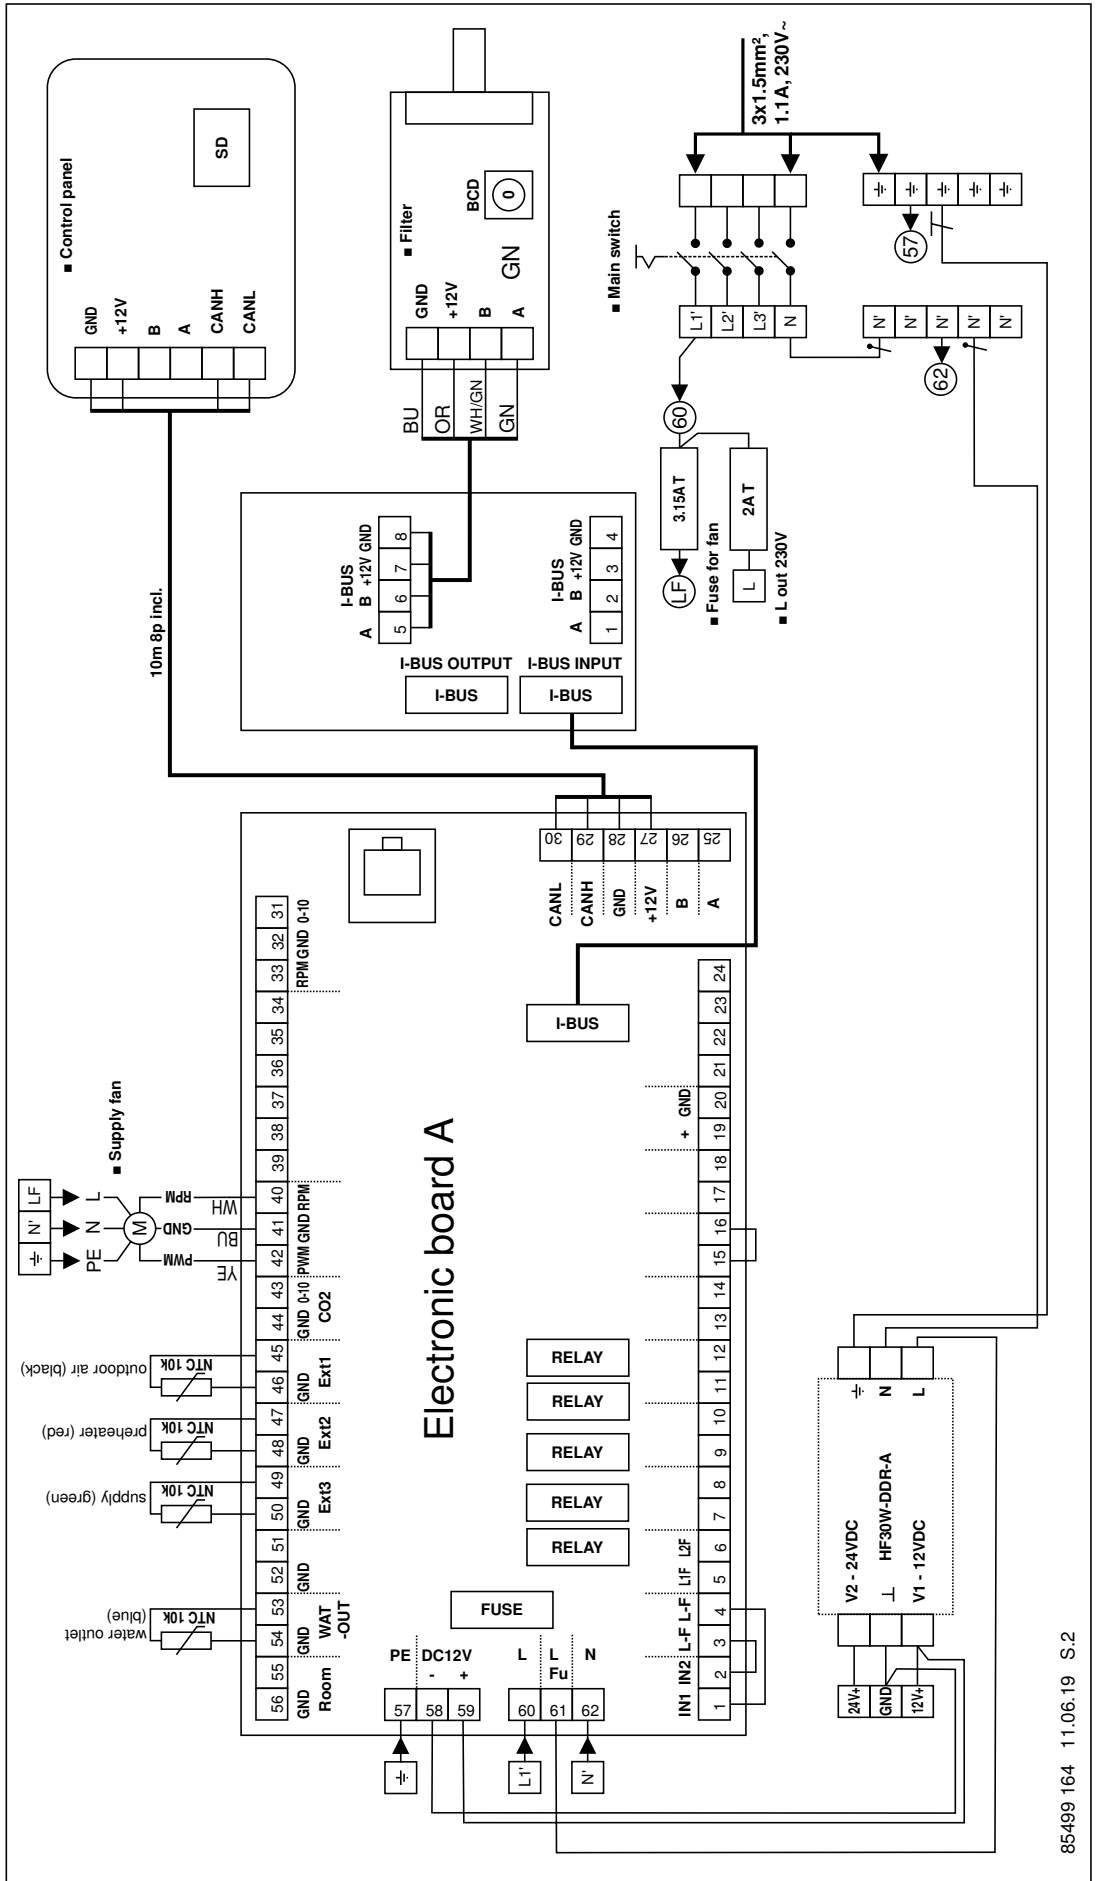 ■ Control panel
SD
GND
+12V
B
A
CANH
CANL
10m 8p incl.
■ Filter
BCD
0
GN
GND
+12V
B
A
BU
OR
WH/GN
GN
3x1.5mm²,
1.1A, 230V~
■ Main switch
L1'
L2'
L3'
N
57
N'
N'
N'
N'
N'
62
60
3.15AT
2AT
LF
L
■ Fuse for fan
■ L out 230V
I-BUS
A B +12V GND
5 6 7 8
I-BUS
A B +12V GND
1 2 3 4
I-BUS OUTPUT
I-BUS
I-BUS INPUT
I-BUS
Electronic board A
30 29 28 27 26 25
CANL
CANH
GND
+12V
B
A
I-BUS
■ Supply fan
LF
N'
L
N
PE
M
RPM
GND
PWM
WH
BU
YE
31 32 33 34 35 36 37 38 39 40 41 42 43 44 45 46 47 48 49 50 51 52 53 54 55 56
RPM GND 0-10
PWM GND RPM
GND 0-10
CO2
GND
Ext1
GND
Ext2
GND
Ext3
GND
GND
WAT
-OUT
GND
Room
outdoor air (black)
NTC 10k
preheater (red)
NTC 10k
supply (green)
NTC 10k
water outlet
(blue)
NTC 10k
RELAY
RELAY
RELAY
RELAY
RELAY
FUSE
PE DC12V
- +
L L N
Fu
57 58 59
60 61 62
L1'
N'
1 2 3 4 5 6 7 8 9 10 11 12 13 14 15 16 17 18 19 20 21 22 23 24
IN1 IN2 L-F L-F
L1F L2F
+ GND
N
L
V2 - 24VDC
HF30W-DDR-A
⊥
V1 - 12VDC
24V+
GND
12V+
85499 164 11.06.19 S.2